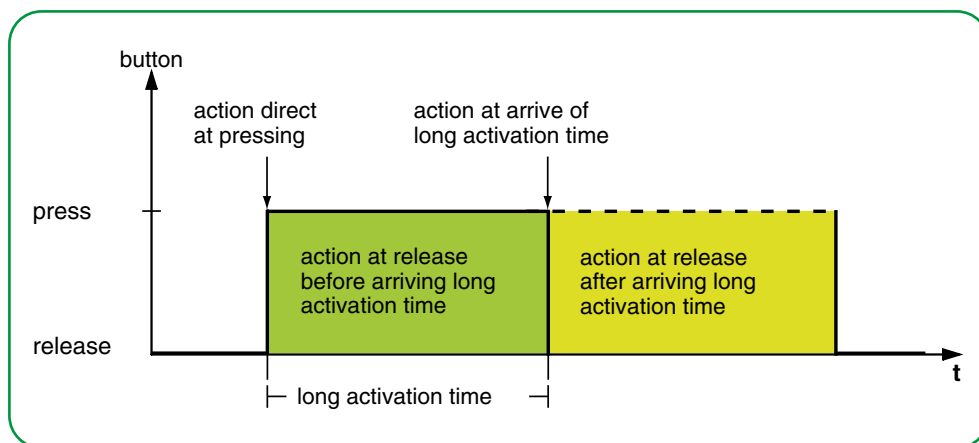 button
action direct
at pressing
action at arrive of
long activation time
press
action at release
before arriving long
activation time
action at release
after arriving long
activation time
release
t
long activation time